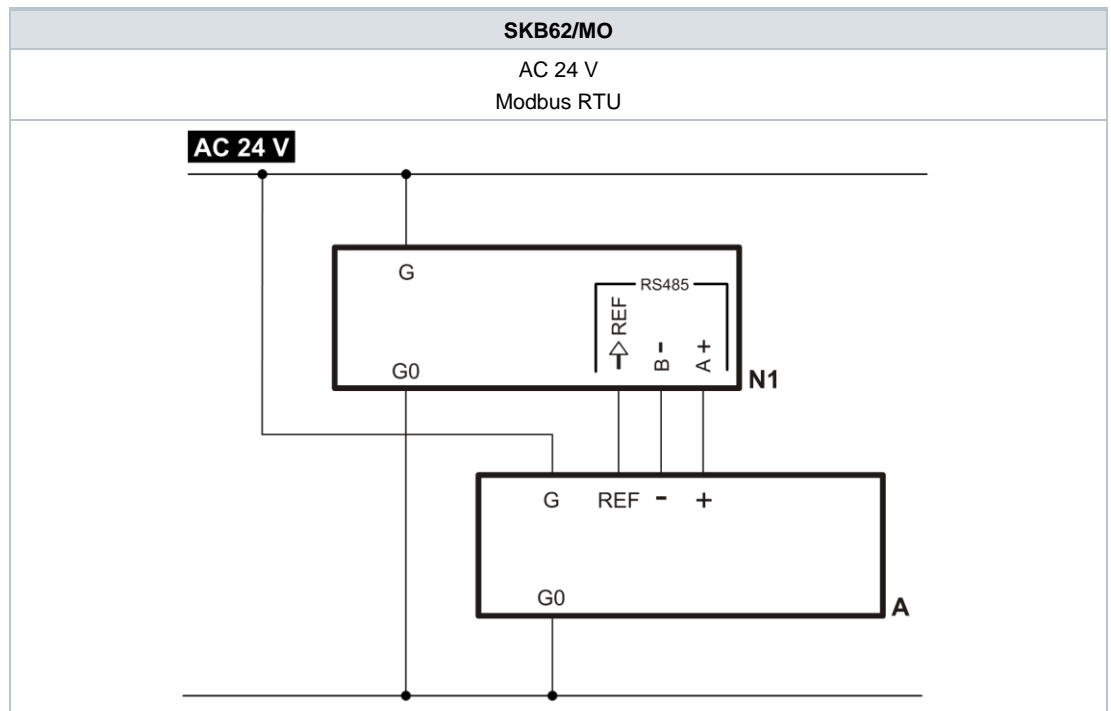 SKB62/MO
AC 24 V
Modbus RTU
AC 24 V
G
RS485
REF
B -
A +
G0
N1
G REF - +
G0
A